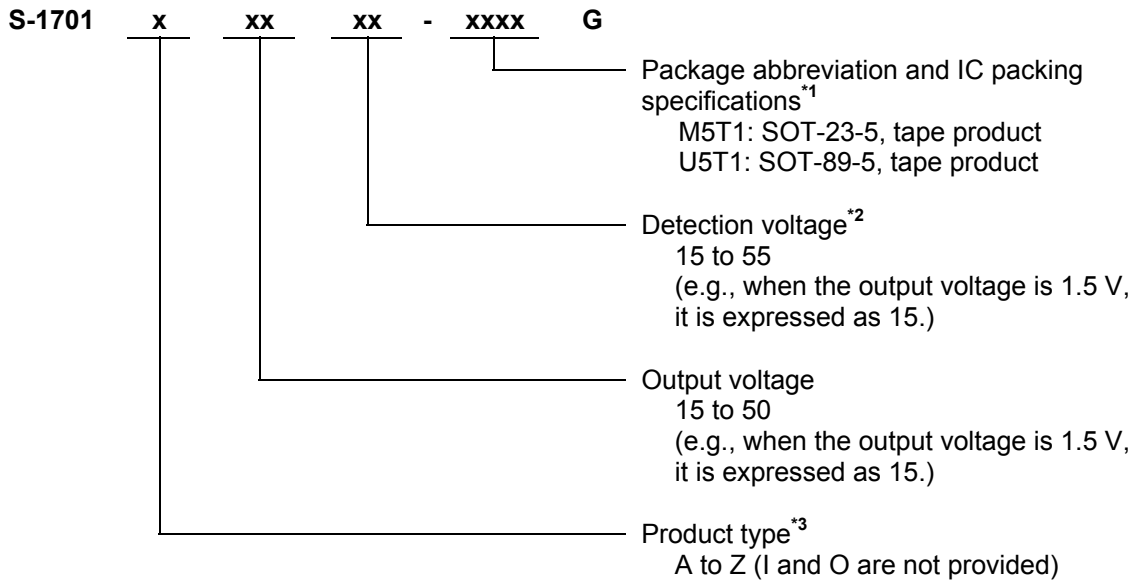 S-1701 x xx xx - xxxx G
Package abbreviation and IC packing
specifications*1
M5T1: SOT-23-5, tape product
U5T1: SOT-89-5, tape product
Detection voltage*2
15 to 55
(e.g., when the output voltage is 1.5 V,
it is expressed as 15.)
Output voltage
15 to 50
(e.g., when the output voltage is 1.5 V,
it is expressed as 15.)
Product type*3
A to Z (I and O are not provided)